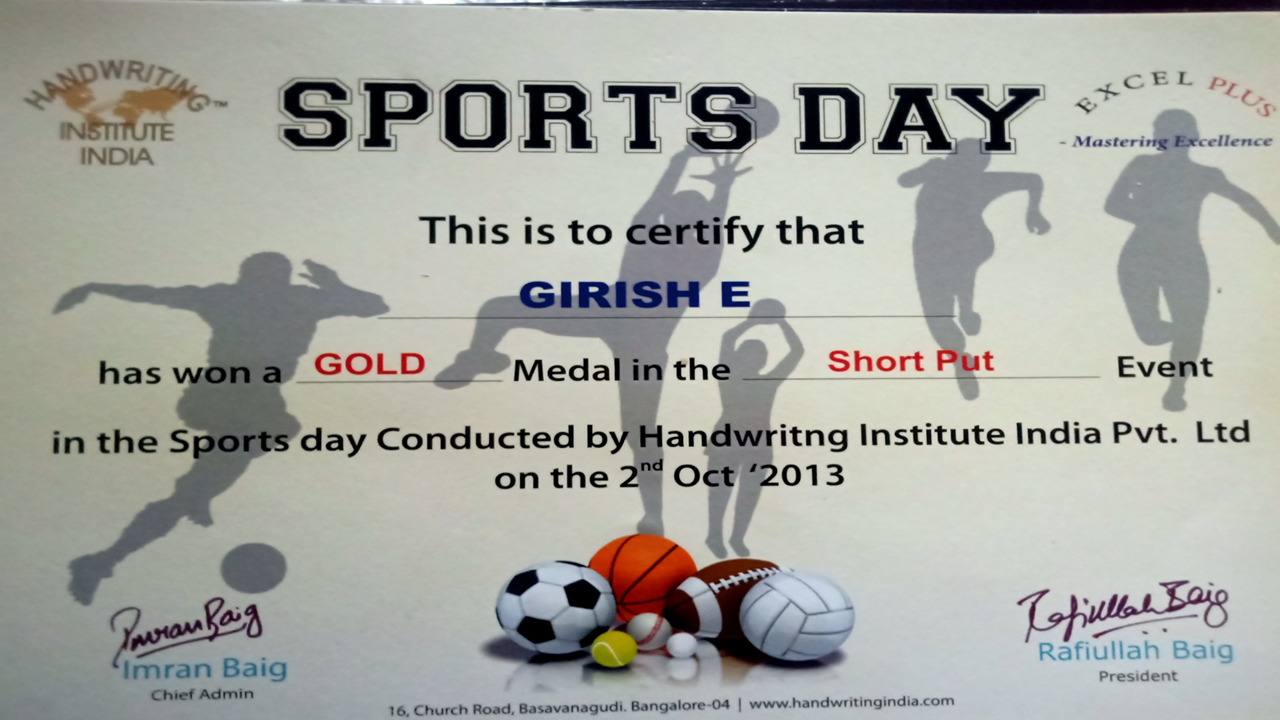 HANDWRITING™
INSTITUTE
INDIA
SPORTS DAY
EXCEL PLUS
- Mastering Excellence
This is to certify that
GIRISH E
has won a GOLD Medal in the Short Put Event
in the Sports day Conducted by Handwritng Institute India Pvt. Ltd
on the 2nd Oct ‘2013
Imran Baig
Imran Baig
Chief Admin
Rafiullah Baig
Rafiullah Baig
President
16, Church Road, Basavanagudi. Bangalore-04 | www.handwritingindia.com